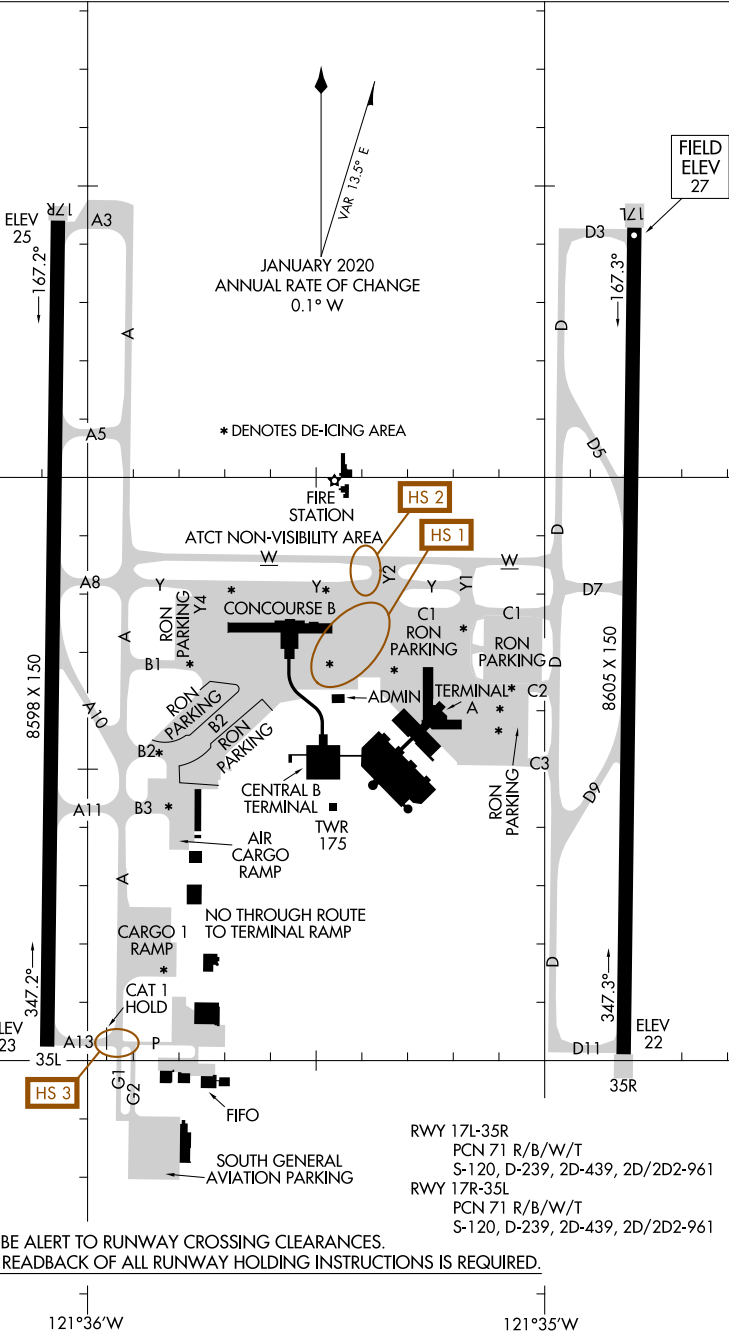 FIELD
ELEV
27
17R
A3
ELEV
25
167.2°
VAR 13.5° E
JANUARY 2020
ANNUAL RATE OF CHANGE
0.1° W
17L
D3
167.3°
A
D
* DENOTES DE-ICING AREA
A5
D5
FIRE
STATION
HS 2
HS 1
D
ATCT NON-VISIBILITY AREA
W
W
A8
Y
Y
Y2
Y
Y1
D7
Y4
RON
PARKING
CONCOURSE B
C1
C1
RON
PARKING
RON
PARKING
A
B1
D
8598 X 150
8605 X 150
ADMIN
TERMINAL
A
C2
A10
RON
PARKING
B2
RON
PARKING
B2
RON
PARKING
C3
CENTRAL B
TERMINAL
D9
A11
B3
TWR
175
AIR
CARGO
RAMP
A
NO THROUGH ROUTE
TO TERMINAL RAMP
CARGO 1
RAMP
347.2°
D
347.3°
CAT 1
HOLD
ELEV
23
A13
P
35L
ELEV
22
D11
35R
HS 3
G1
G2
FIFO
SOUTH GENERAL
AVIATION PARKING
RWY 17L-35R
PCN 71 R/B/W/T
S-120, D-239, 2D-439, 2D/2D2-961
RWY 17R-35L
PCN 71 R/B/W/T
S-120, D-239, 2D-439, 2D/2D2-961
BE ALERT TO RUNWAY CROSSING CLEARANCES.
READBACK OF ALL RUNWAY HOLDING INSTRUCTIONS IS REQUIRED.
121°36'W
121°35'W